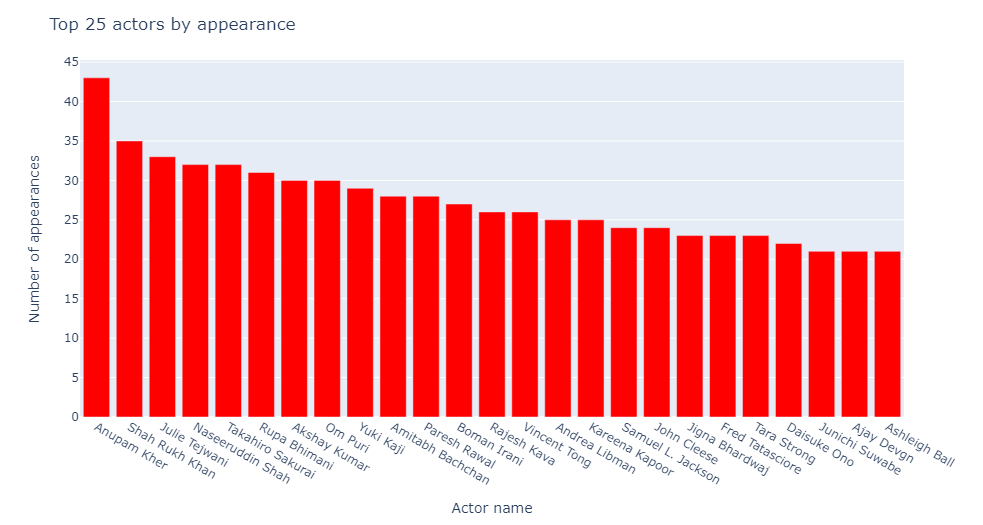 Top 25 actors by appearance
Number of appearances
45
40
35
30
25
20
15
10
5
0
Anupam Kher
Shah Rukh Khan
Julie Tejwani
Naseeruddin Shah
Takahiro Sakurai
Rupa Bhimani
Akshay Kumar
Om Puri
Yuki Kaji
Amitabh Bachchan
Paresh Rawal
Boman Irani
Rajesh Kava
Vincent Tong
Andrea Libman
Kareena Kapoor
Samuel L. Jackson
John Cleese
Jigna Bhardwaj
Fred Tatasciore
Tara Strong
Daisuke Ono
Junichi Suwabe
Ajay Devgn
Ashleigh Ball
Actor name